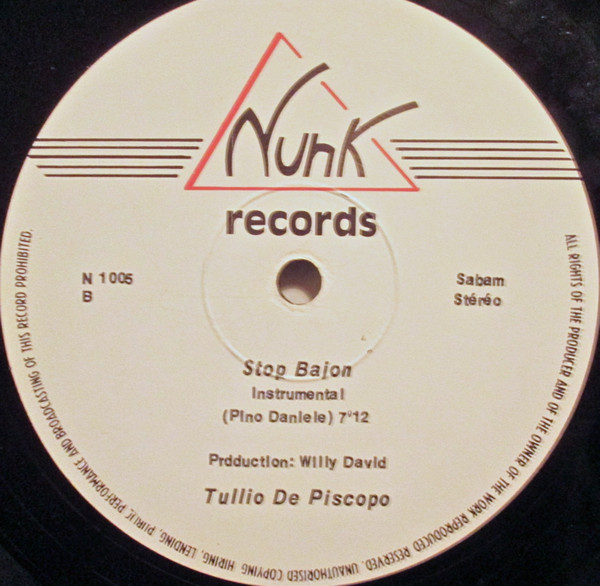 Nunk
records
N 1005
B
Sabam
Stéréo
Stop Bajon
Instrumental
(Pino Daniele) 7'12
Prdduction: Willy David
Tullio De Piscopo
ALL RIGHTS OF THE PRODUCER AND OF THE OWNER OF THE WORK REPRODUCED RESERVED. UNAUTHORISED COPYING, HIRING, LENDING, PUBLIC PERFORMANCE AND BROADCASTING OF THIS RECORD PROHIBITED.